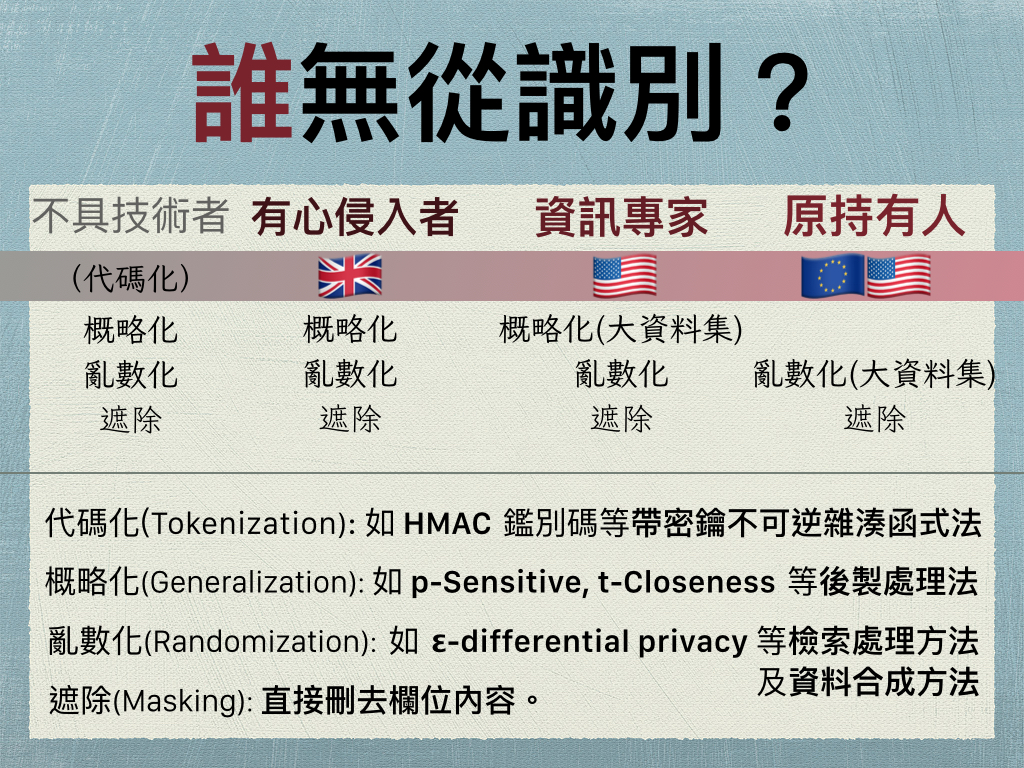 誰無從識別？
不具技術者 有心侵入者 資訊專家 原持有人
(代碼化) 🇬🇧 🇺🇸 🇪🇺🇺🇸
概略化 概略化 概略化(大資料集)
亂數化 亂數化 亂數化 亂數化(大資料集)
遮除 遮除 遮除 遮除
代碼化(Tokenization): 如 HMAC 鑑別碼等帶密鑰不可逆雜湊函式法
概略化(Generalization): 如 p-Sensitive, t-Closeness 等後製處理法
亂數化(Randomization): 如 ε-differential privacy 等檢索處理方法
及資料合成方法
遮除(Masking): 直接刪去欄位內容。